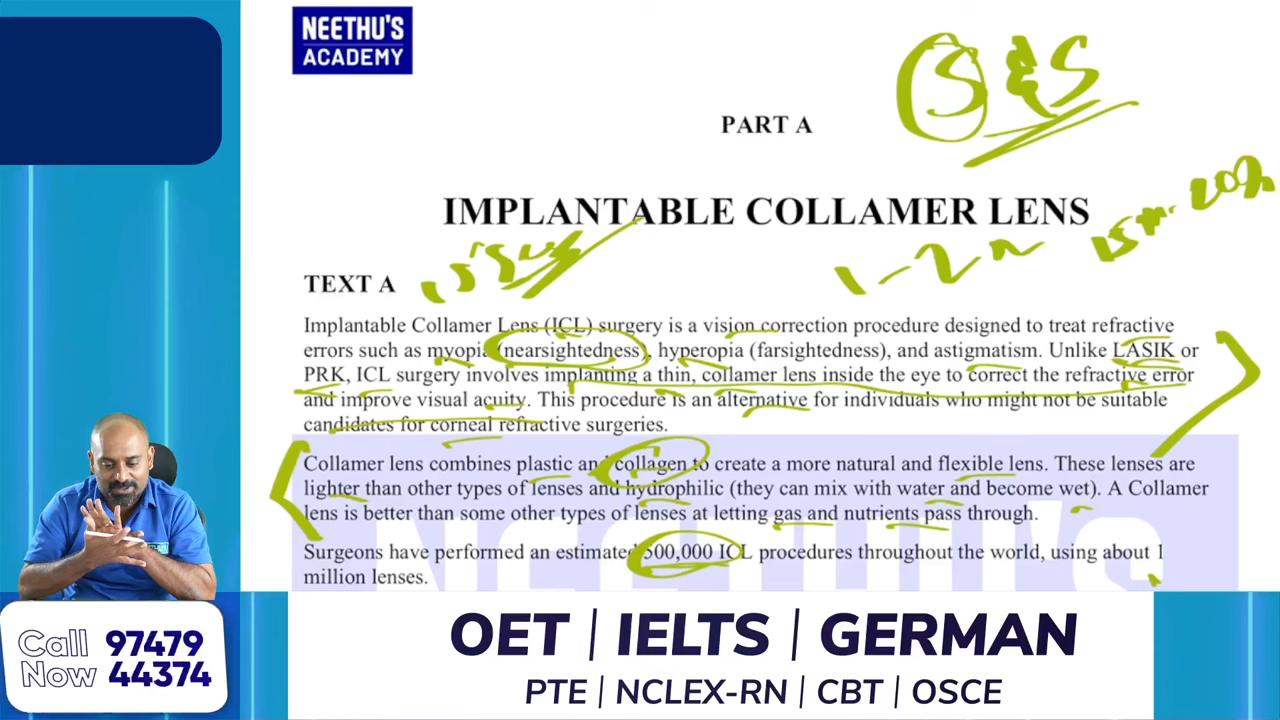 NEETHU'S
ACADEMY
S & S
PART A
IMPLANTABLE COLLAMER LENS
1-2
TEXT A
Implantable Collamer Lens (ICL) surgery is a vision correction procedure designed to treat refractive
errors such as myopia (nearsightedness), hyperopia (farsightedness), and astigmatism. Unlike LASIK or
PRK, ICL surgery involves implanting a thin, collamer lens inside the eye to correct the refractive error
and improve visual acuity. This procedure is an alternative for individuals who might not be suitable
candidates for corneal refractive surgeries.
Collamer lens combines plastic and collagen to create a more natural and flexible lens. These lenses are
lighter than other types of lenses and hydrophilic (they can mix with water and become wet). A Collamer
lens is better than some other types of lenses at letting gas and nutrients pass through.
Surgeons have performed an estimated 500,000 ICL procedures throughout the world, using about 1
million lenses.
Call Now 97479 44374
OET | IELTS | GERMAN
PTE | NCLEX-RN | CBT | OSCE